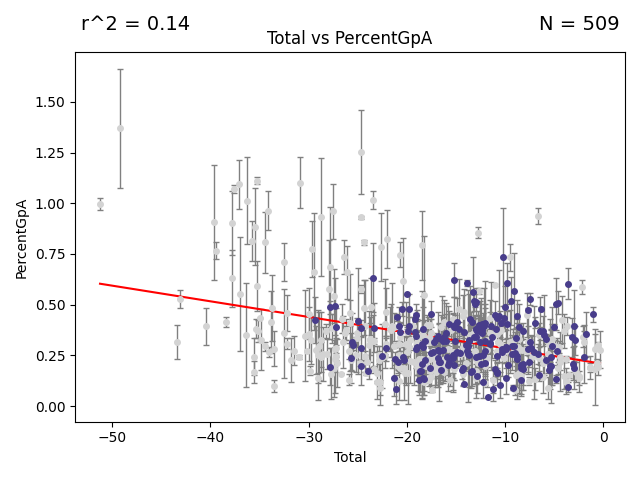 r^2 = 0.14
N = 509
Total vs PercentGpA
PercentGpA
1.50
1.25
1.00
0.75
0.50
0.25
0.00
−50
−40
−30
−20
−10
0
Total